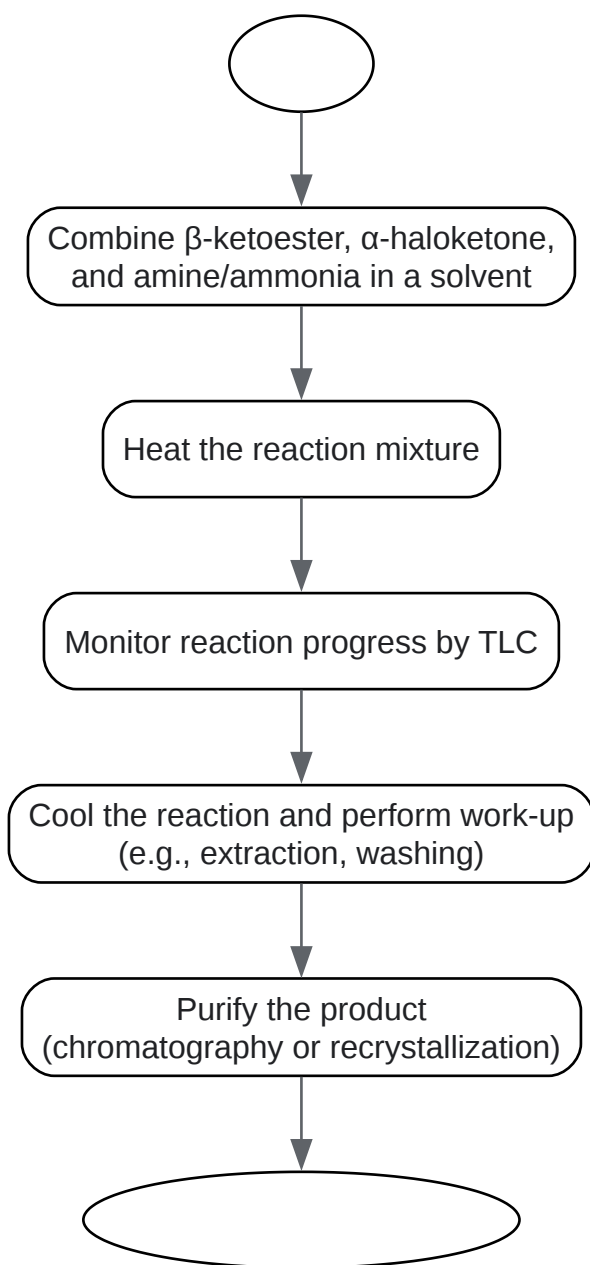 Combine β-ketoester, α-haloketone,
and amine/ammonia in a solvent
Heat the reaction mixture
Monitor reaction progress by TLC
Cool the reaction and perform work-up
(e.g., extraction, washing)
Purify the product
(chromatography or recrystallization)